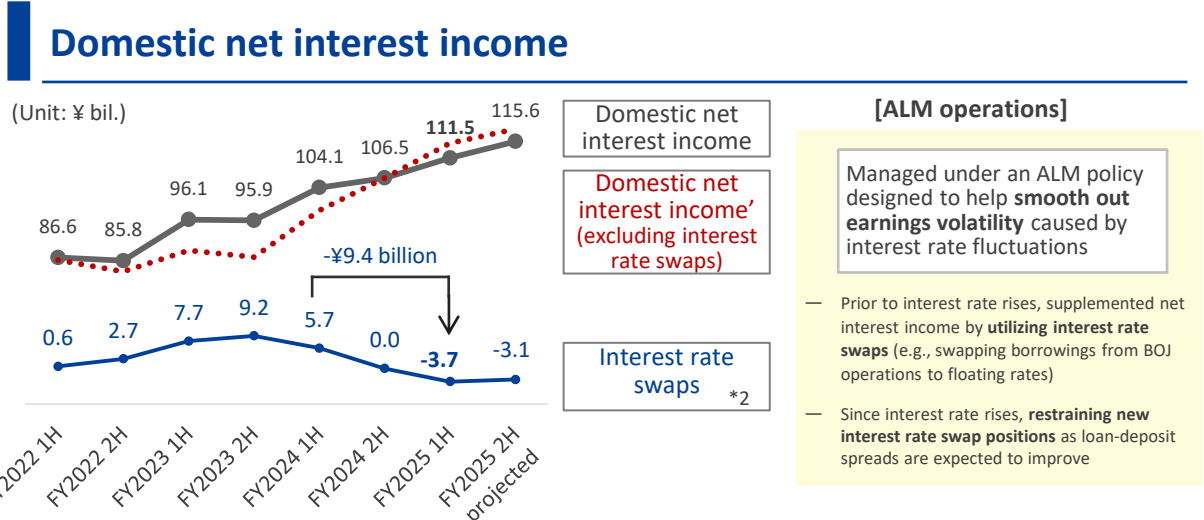 Domestic net interest income
(Unit: ¥ bil.)
86.6
85.8
96.1
95.9
104.1
106.5
111.5
115.6
-¥9.4 billion
0.6
2.7
7.7
9.2
5.7
0.0
-3.7
-3.1
FY2022 1H
FY2022 2H
FY2023 1H
FY2023 2H
FY2024 1H
FY2024 2H
FY2025 1H
FY2025 2H
projected
Domestic net
interest income
Domestic net
interest income’
(excluding interest
rate swaps)
Interest rate
swaps
*2
[ALM operations]
Managed under an ALM policy
designed to help smooth out
earnings volatility caused by
interest rate fluctuations
— Prior to interest rate rises, supplemented net
interest income by utilizing interest rate
swaps (e.g., swapping borrowings from BOJ
operations to floating rates)
— Since interest rate rises, restraining new
interest rate swap positions as loan-deposit
spreads are expected to improve